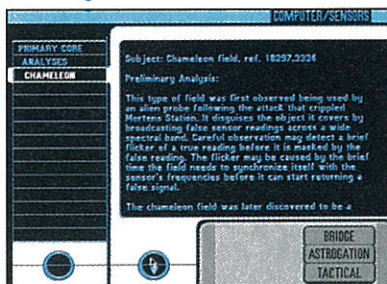 COMPUTER/SENSORS
PRIMARY CORE
ANALYSES
CHAMELEON
Subject: Chameleon field, ref. 18297.3326
Preliminary Analysis:
This type of field was first observed being used by
an alien probe following the attack that crippled
Mertens Station. It disguises the object it covers by
broadcasting false sensor readings across a wide
spectral band. Careful observation may detect a brief
flicker of a true reading before it is masked by the
false reading. The flicker may be caused by the brief
time the field needs to synchronize itself with the
sensor's frequencies before it can start returning a
false signal.
The chameleon field was later discovered to be a
BRIDGE
ASTROGATION
TACTICAL